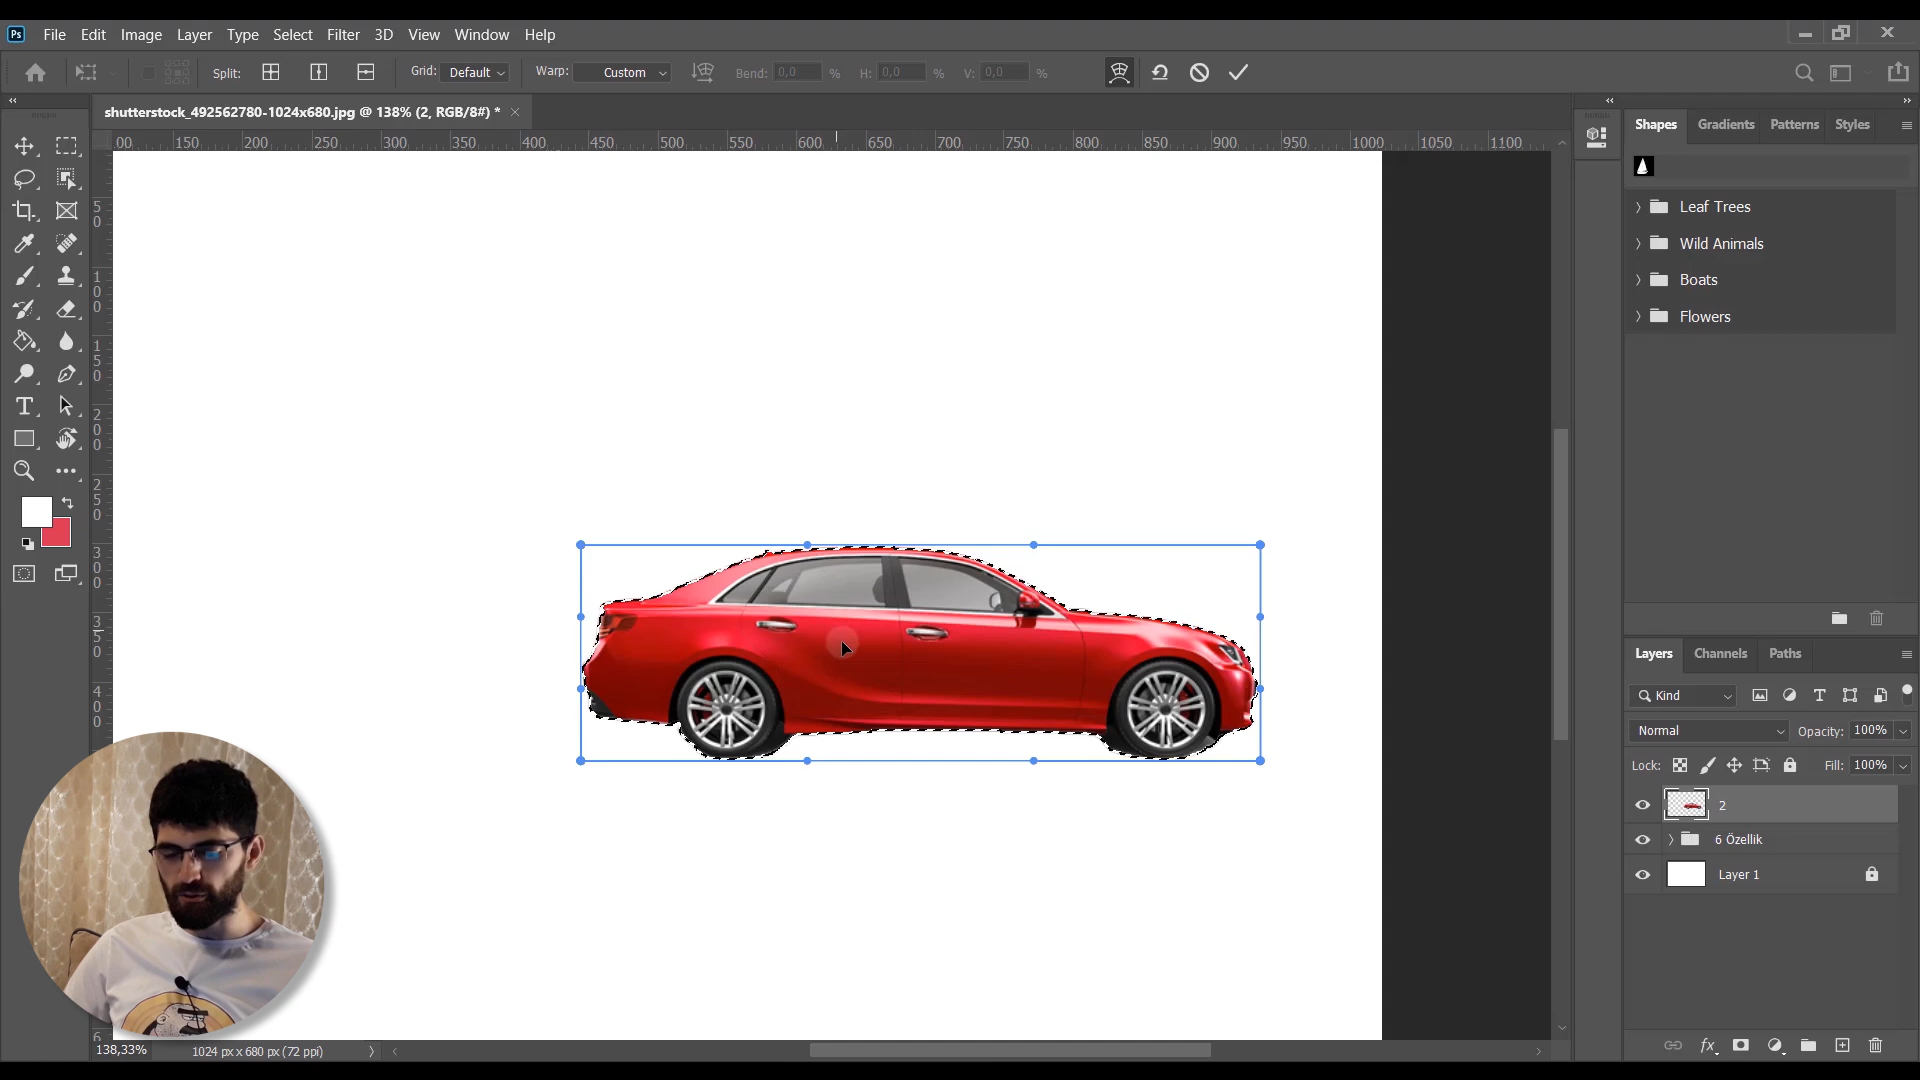 Ps File Edit Image Layer Type Select Filter 3D View Window Help
Split: Grid: Default Warp: Custom Bend: 0,0 % H: 0,0 % V: 0,0 %
shutterstock_492562780-1024x680.jpg @ 138% (2, RGB/8#) *
00 150 200 250 300 350 400 450 500 550 600 650 700 750 800 850 900 950 1000 1050 1100
50
100
150
200
250
300
350
400
6
T
Shapes Gradients Patterns Styles
Leaf Trees
Wild Animals
Boats
Flowers
Layers Channels Paths
Kind
T
Normal Opacity: 100%
Lock: Fill: 100%
2
6 Özellik
Layer 1
fx
138,33% 1024 px x 680 px (72 ppi)